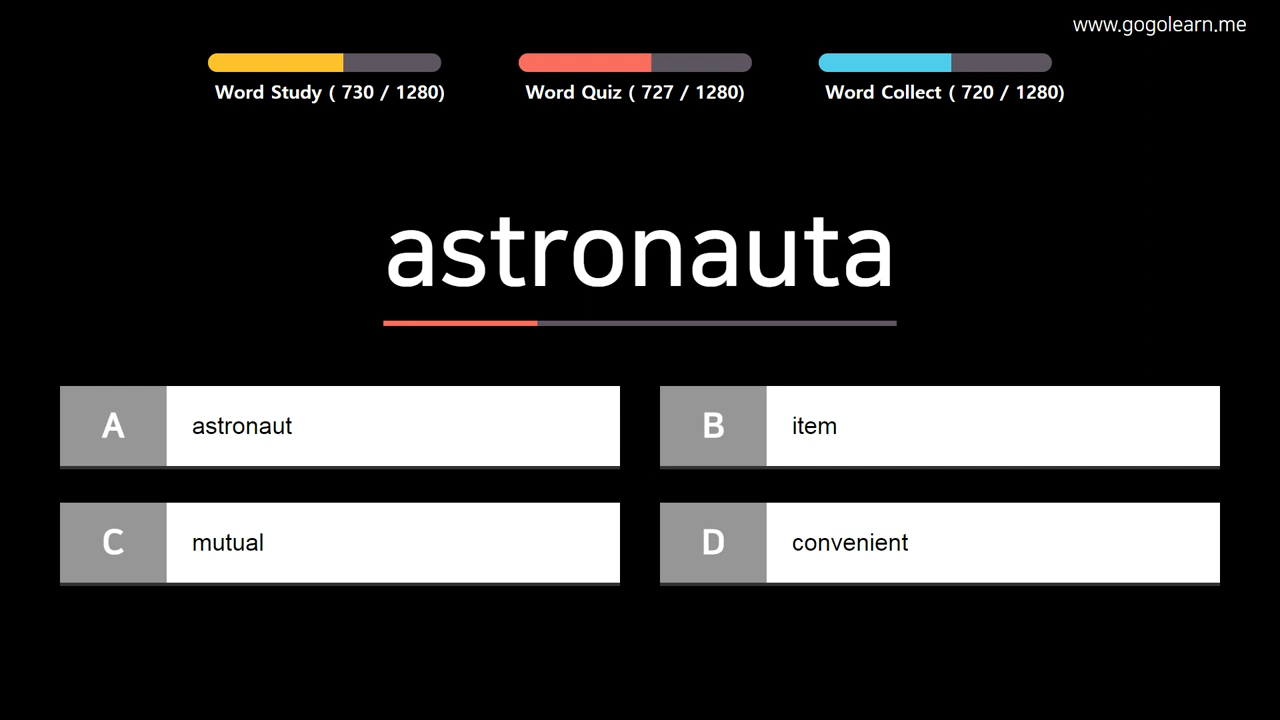 www.gogolearn.me
Word Study ( 730 / 1280)
Word Quiz ( 727 / 1280)
Word Collect ( 720 / 1280)
astronauta
A astronaut
B item
C mutual
D convenient